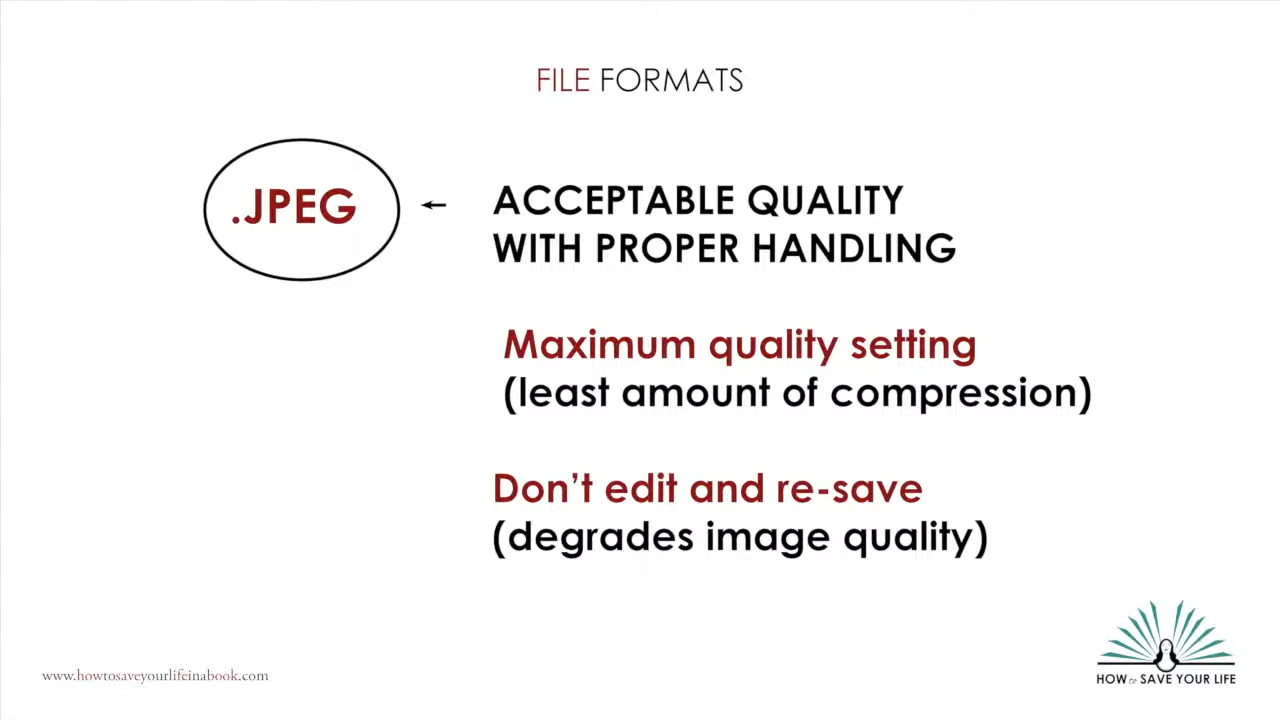 FILE FORMATS
.JPEG
ACCEPTABLE QUALITY
WITH PROPER HANDLING
Maximum quality setting
(least amount of compression)
Don’t edit and re-save
(degrades image quality)
www.howtosaveyourlifeinabook.com
HOW to SAVE YOUR LIFE